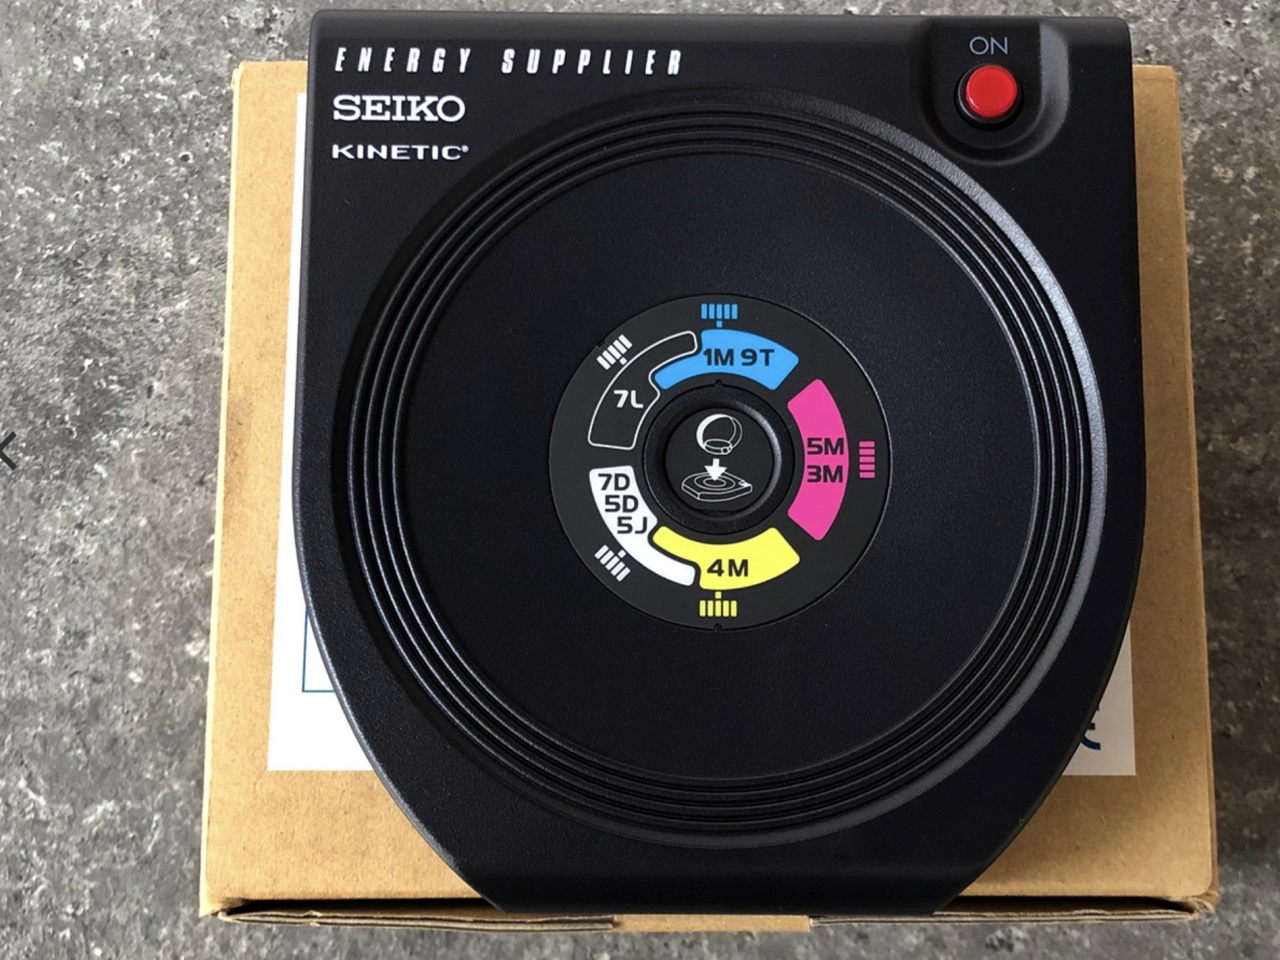 ENERGY SUPPLIER
SEIKO
KINETIC®
ON
1M 9T
7L
5M
3M
7D
5D
5J
4M